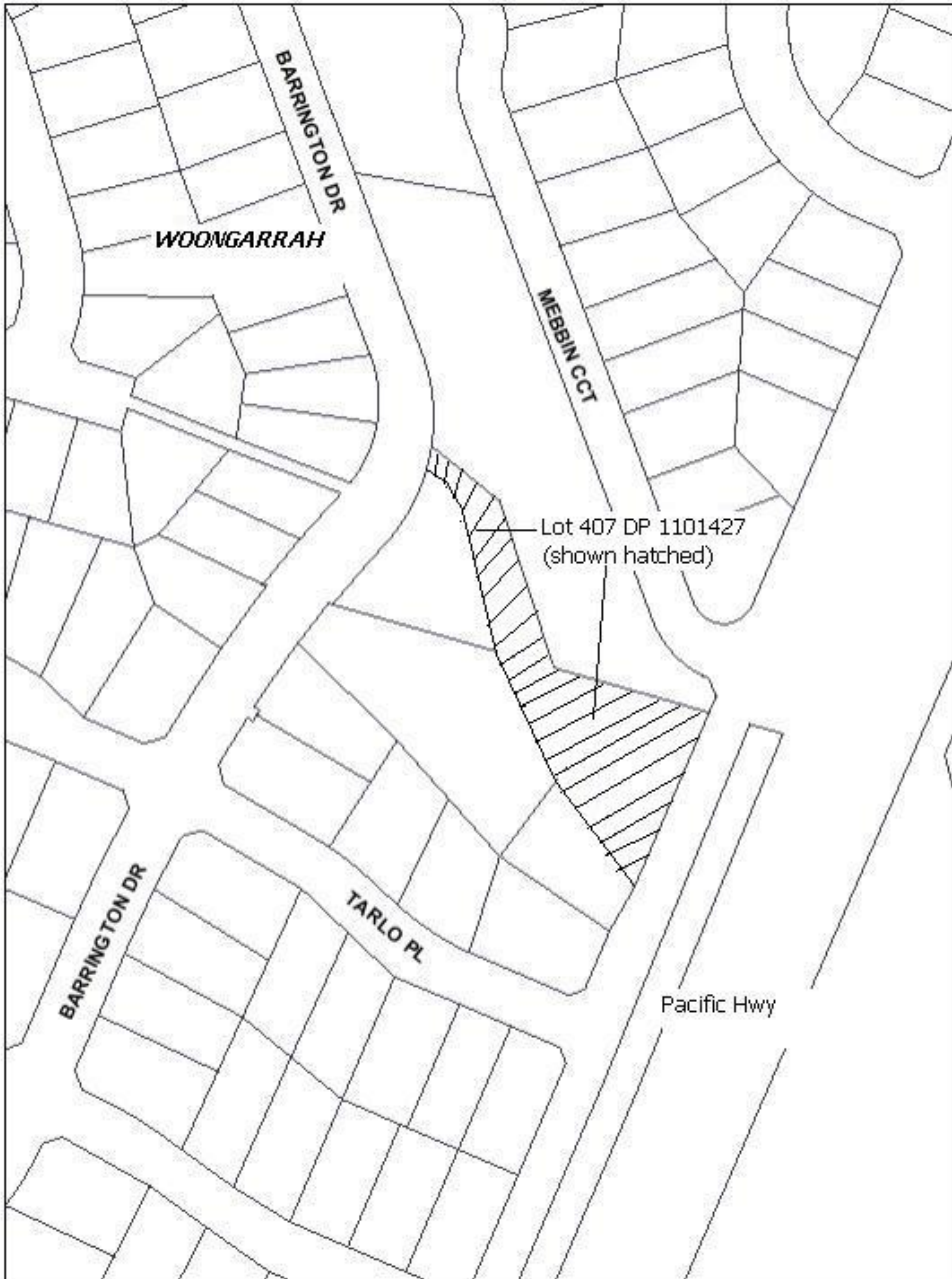 BARRINGTON DR
WOONGARRAH
MEBBIN CCT
Lot 407 DP 1101427
(shown hatched)
BARRINGTON DR
TARLO PL
Pacific Hwy